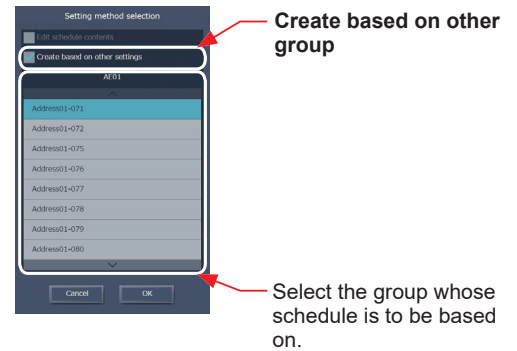 Setting method selection
Edit schedule contents
Create based on other settings
AE01
Address01-071
Address01-072
Address01-075
Address01-076
Address01-077
Address01-078
Address01-079
Address01-080
Cancel
OK
Create based on other
group
Select the group whose
schedule is to be based
on.